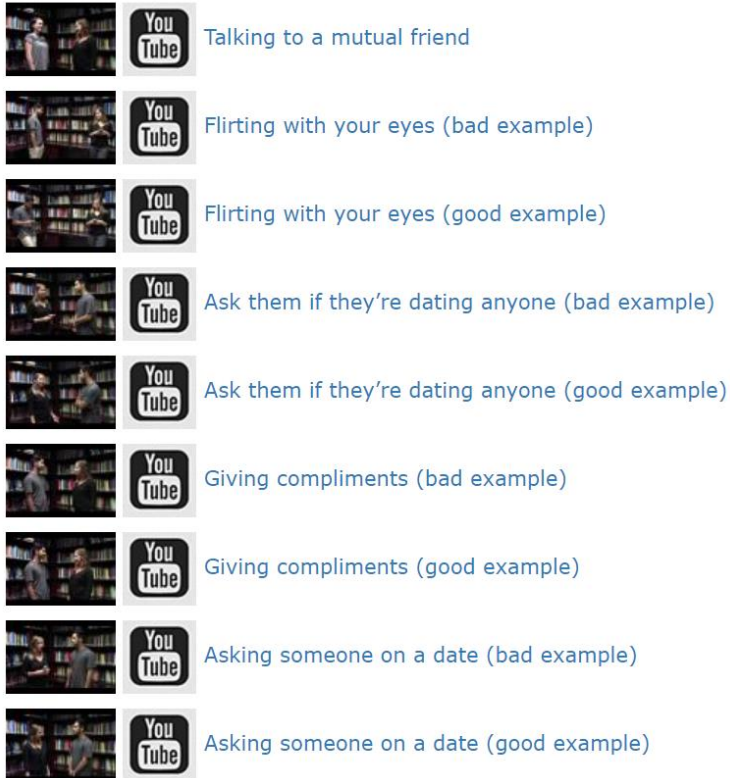 You Tube Talking to a mutual friend
You Tube Flirting with your eyes (bad example)
You Tube Flirting with your eyes (good example)
You Tube Ask them if they’re dating anyone (bad example)
You Tube Ask them if they’re dating anyone (good example)
You Tube Giving compliments (bad example)
You Tube Giving compliments (good example)
You Tube Asking someone on a date (bad example)
You Tube Asking someone on a date (good example)